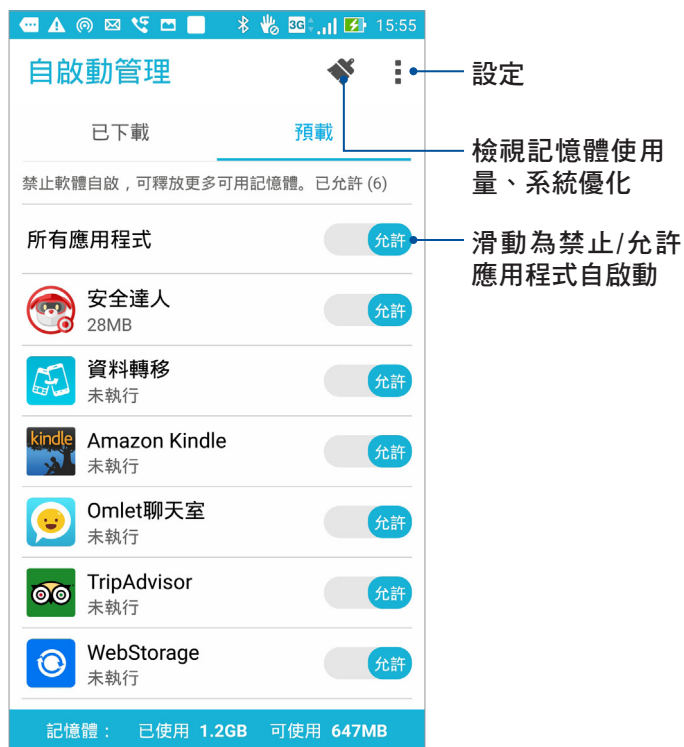 3G 15:55
自啟動管理
設定
已下載 預載
檢視記憶體使用
量、系統優化
禁止軟體自啟，可釋放更多可用記憶體。已允許 (6)
所有應用程式 允許
滑動為禁止/允許
應用程式自啟動
安全達人
28MB 允許
資料轉移
未執行 允許
kindle Amazon Kindle
未執行 允許
Omlet聊天室
未執行 允許
TripAdvisor
未執行 允許
WebStorage
未執行 允許
記憶體： 已使用 1.2GB 可使用 647MB